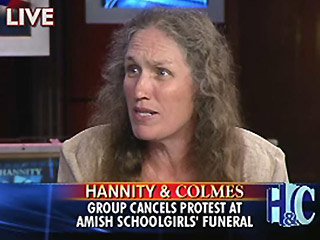 LIVE
HANNITY
HANNITY & COLMES
GROUP CANCELS PROTEST AT
AMISH SCHOOLGIRLS' FUNERAL
H&C